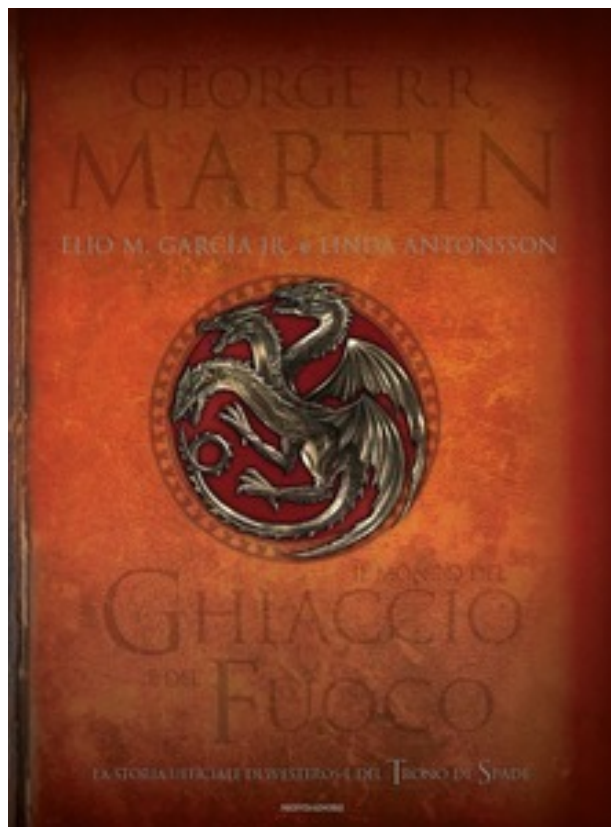 GEORGE R.R.
MARTIN
ELIO M. GARCÍA JR. e LINDA ANTONSSON
IL MONDO DEL
GHIACCIO
E DEL
FUOCO
LA STORIA UFFICIALE DI WESTEROS E DEL TRONO DI SPADE
MONDADORI